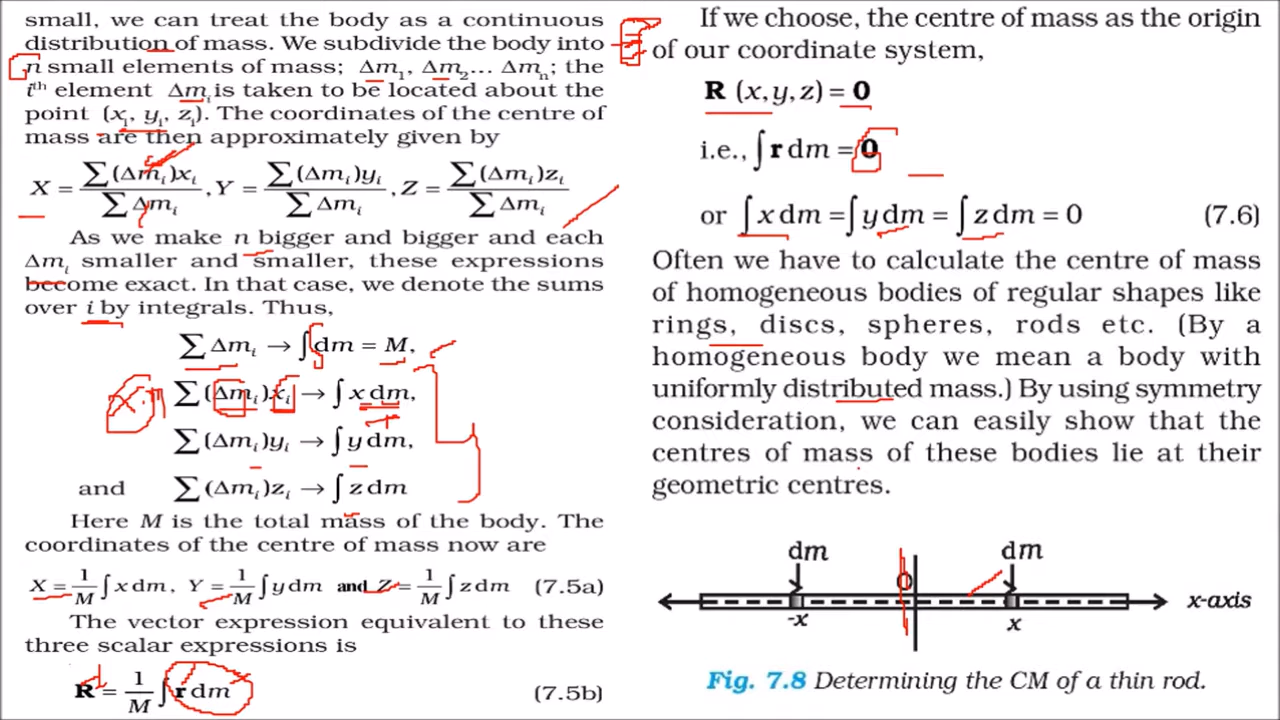 small, we can treat the body as a continuous
distribution of mass. We subdivide the body into
n small elements of mass; Δm₁, Δm₂... Δmₙ; the
iᵗʰ element Δmᵢ is taken to be located about the
point (xᵢ, yᵢ, zᵢ). The coordinates of the centre of
mass are then approximately given by
X = ∑(Δmᵢ)xᵢ / ∑Δmᵢ , Y = ∑(Δmᵢ)yᵢ / ∑Δmᵢ , Z = ∑(Δmᵢ)zᵢ / ∑Δmᵢ
As we make n bigger and bigger and each
Δmᵢ smaller and smaller, these expressions
become exact. In that case, we denote the sums
over i by integrals. Thus,
∑Δmᵢ → ∫dm = M,
∑(Δmᵢ)xᵢ → ∫x dm,
∑(Δmᵢ)yᵢ → ∫y dm,
and ∑(Δmᵢ)zᵢ → ∫z dm
Here M is the total mass of the body. The
coordinates of the centre of mass now are
X = 1/M ∫x dm, Y = 1/M ∫y dm and Z = 1/M ∫z dm (7.5a)
The vector expression equivalent to these
three scalar expressions is
R = 1/M ∫r dm (7.5b)
If we choose, the centre of mass as the origin
of our coordinate system,
R (x, y, z) = 0
i.e., ∫r dm = 0
or ∫x dm = ∫y dm = ∫z dm = 0 (7.6)
Often we have to calculate the centre of mass
of homogeneous bodies of regular shapes like
rings, discs, spheres, rods etc. (By a
homogeneous body we mean a body with
uniformly distributed mass.) By using symmetry
consideration, we can easily show that the
centres of mass of these bodies lie at their
geometric centres.
dm dm
O
x-axis
-x x
Fig. 7.8 Determining the CM of a thin rod.